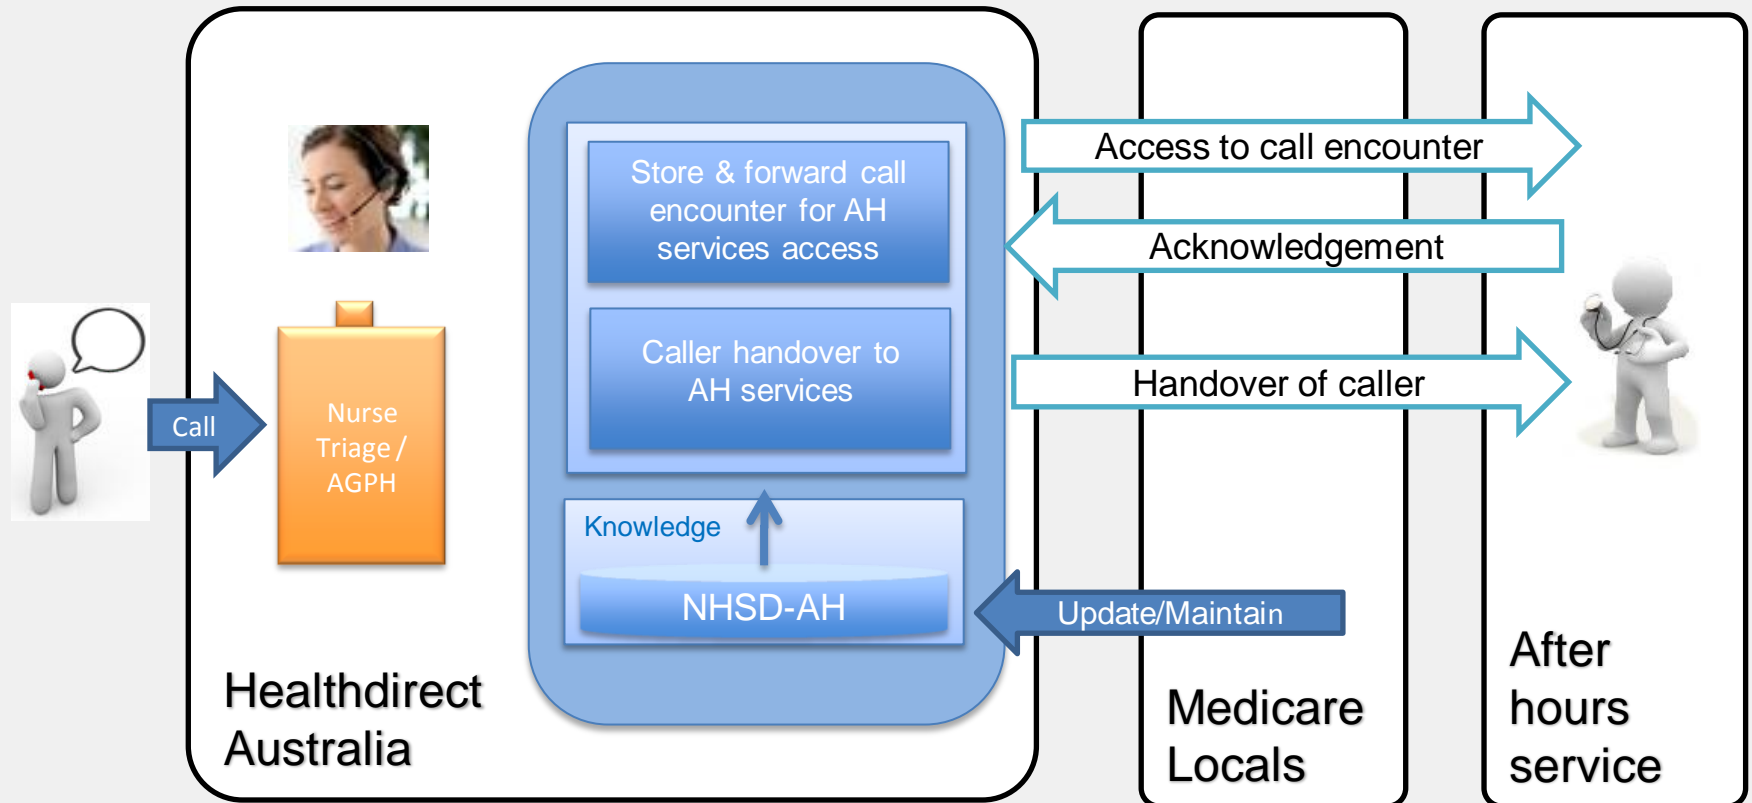 Call
Nurse
Triage /
AGPH
Healthdirect
Australia
Store & forward call
encounter for AH
services access
Caller handover to
AH services
Knowledge
NHSD-AH
Access to call encounter
Acknowledgement
Handover of caller
Update/Maintain
Medicare
Locals
After
hours
service